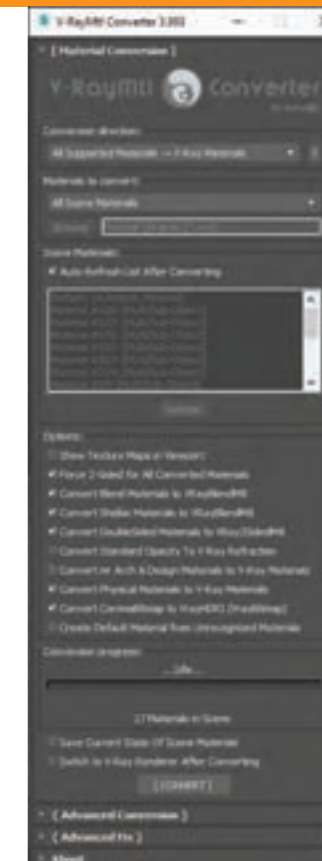 V-RayMtl Converter
[ Material Conversion ]
V-RayMtl Converter
Conversion direction:
All Supported Materials --> V-Ray Materials
Materials to convert:
All Scene Materials
Scene Materials:
Auto-Refresh List After Converting
Options:
Show Texture Maps in Viewport
Force 2-Sided for All Converted Materials
Convert Blend Materials to VRayBlendMtl
Convert Shellac Materials to VRayBlendMtl
Convert DoubleSided Materials to VRay2SidedMtl
Convert Standard Opacity To V-Ray Refraction
Convert Arch & Design Materials to V-Ray Materials
Convert Physical Materials to V-Ray Materials
Convert CoronaBitmap to VrayHDRI (VrayBitmap)
Create Default Material from Unrecognized Materials
Conversion progress:
...Idle...
17 Materials in Scene
Save Current State Of Scene Materials
Switch to V-Ray Renderer After Converting
[ CONVERT ]
[ Advanced Conversion ]
[ Advanced Fix ]
About